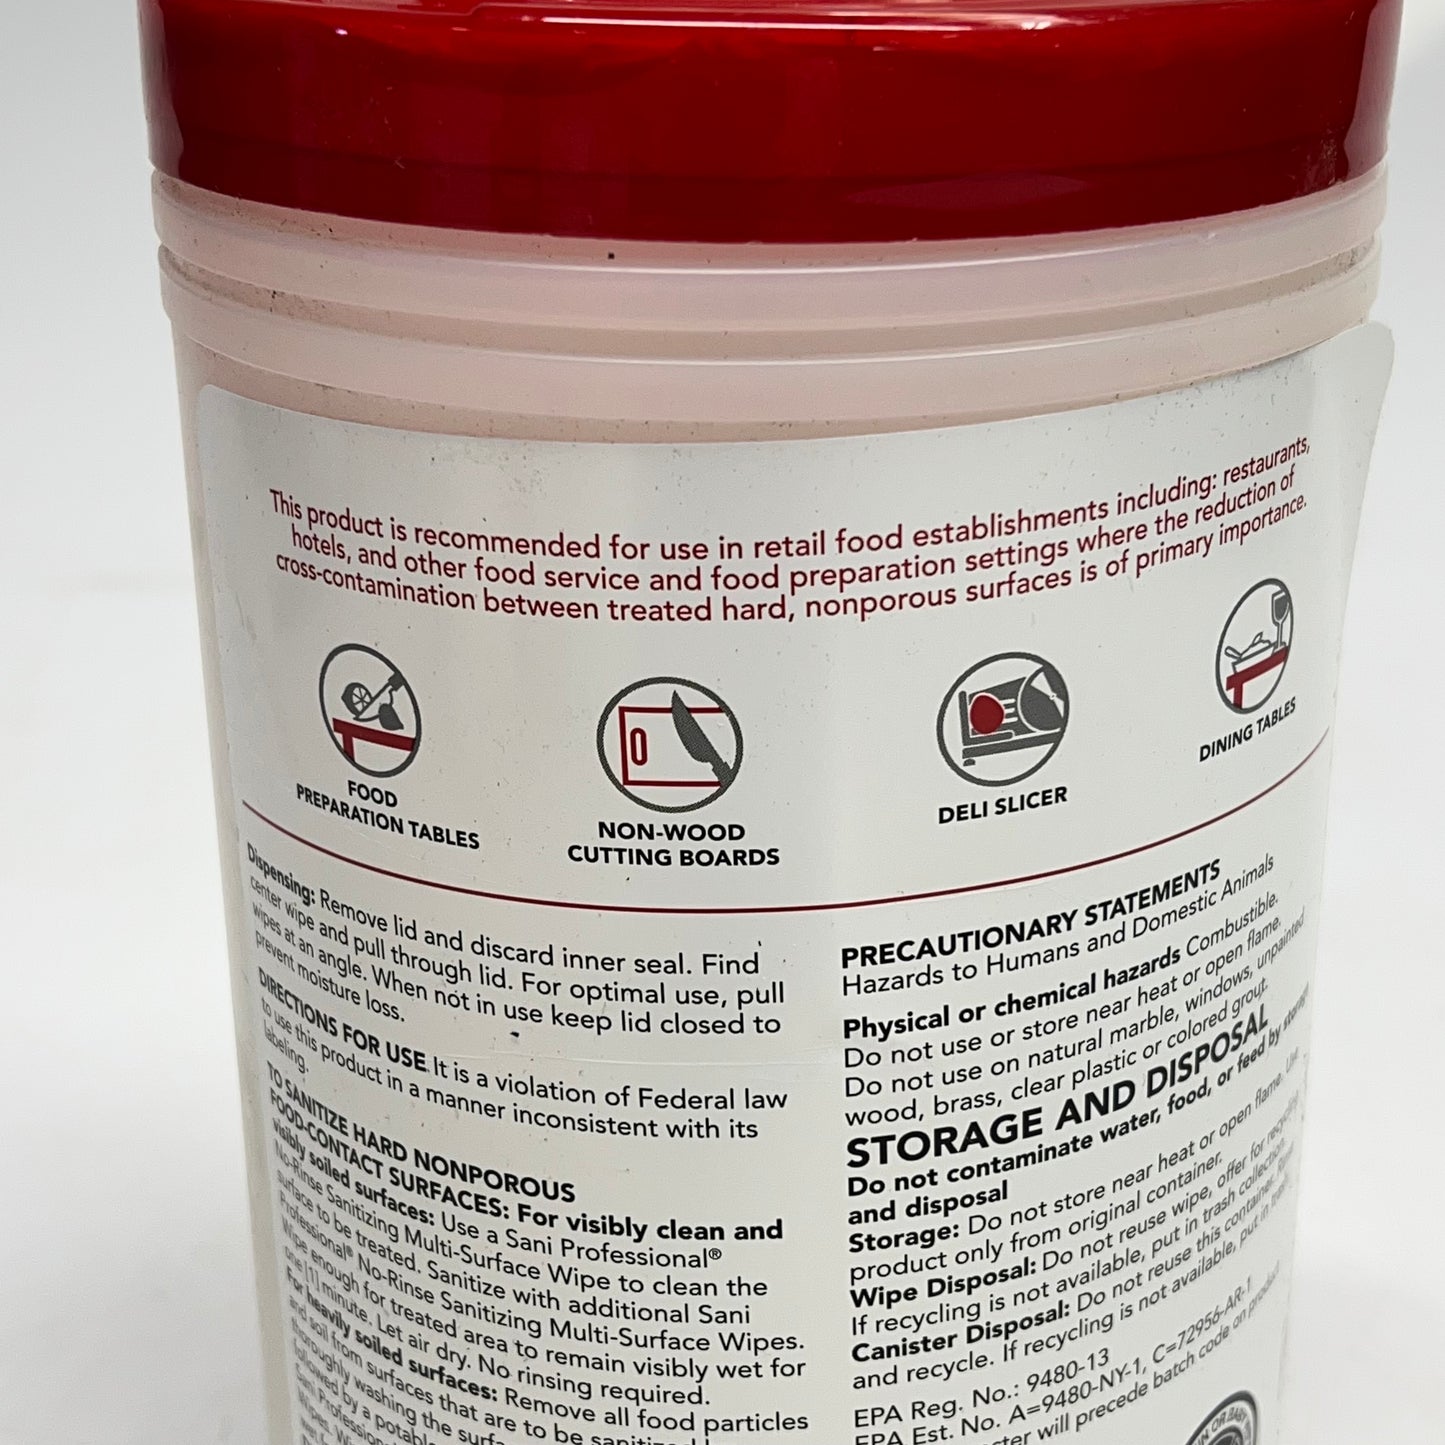 This product is recommended for use in retail food establishments including: restaurants,
hotels, and other food service and food preparation settings where the reduction of
cross-contamination between treated hard, nonporous surfaces is of primary importance.
FOOD
PREPARATION TABLES
NON-WOOD
CUTTING BOARDS
DELI SLICER
DINING TABLES
Dispensing: Remove lid and discard inner seal. Find
center wipe and pull through lid. For optimal use, pull
wipes at an angle. When not in use keep lid closed to
prevent moisture loss.
DIRECTIONS FOR USE It is a violation of Federal law
to use this product in a manner inconsistent with its
labeling.
TO SANITIZE HARD NONPOROUS
FOOD-CONTACT SURFACES: For visibly clean and
visibly soiled surfaces: Use a Sani Professional®
No-Rinse Sanitizing Multi-Surface Wipe to clean the
surface to be treated. Sanitize with additional Sani
Professional® No-Rinse Sanitizing Multi-Surface Wipes.
Wipe enough for treated area to remain visibly wet for
one [1] minute. Let air dry. No rinsing required.
For heavily soiled surfaces: Remove all food particles
and soil from surfaces that are to be sanitized
thoroughly washing the
followed by a potable
Sani Professional
PRECAUTIONARY STATEMENTS
Hazards to Humans and Domestic Animals
Physical or chemical hazards Combustible.
Do not use or store near heat or open flame.
Do not use on natural marble, windows, unpainted
wood, brass, clear plastic or colored grout.
STORAGE AND DISPOSAL
Do not contaminate water, food, or feed by storage
and disposal
Storage: Do not store near heat or open flame. Use
product only from original container.
Wipe Disposal: Do not reuse wipe, offer for recycling
If recycling is not available, put in trash collection.
Canister Disposal: Do not reuse this container. Rinse
and recycle. If recycling is not available, put in trash
EPA Reg. No.: 9480-13
EPA Est. No. A=9480-NY-1, C=72956-AR-1
will precede batch code on product